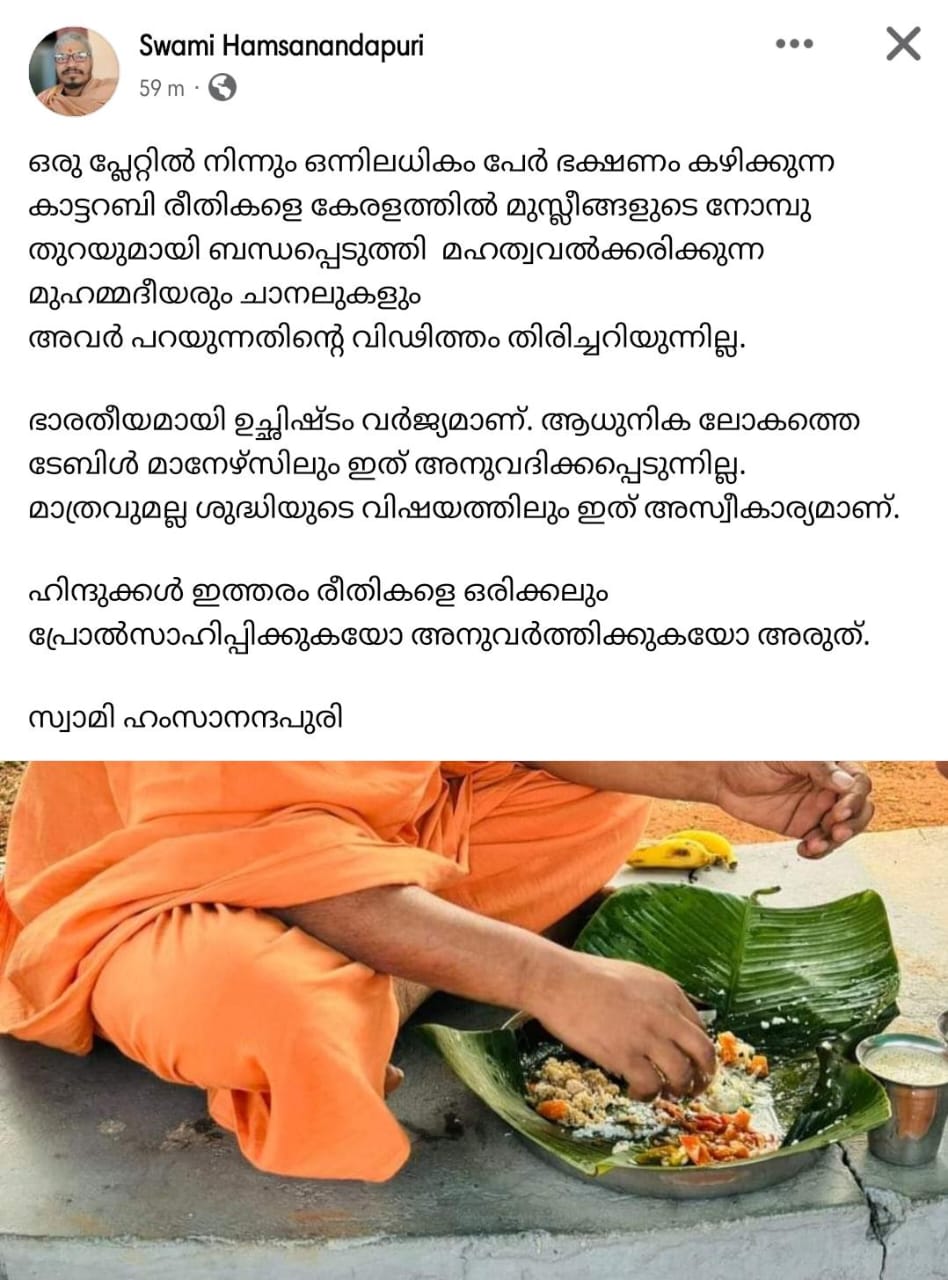 Swami Hamsanandapuri
59 m ·
ഒരു പ്ലേറ്റിൽ നിന്നും ഒന്നിലധികം പേർ ഭക്ഷണം കഴിക്കുന്ന
കാട്ടറബി രീതികളെ കേരളത്തിൽ മുസ്ലീങ്ങളുടെ നോമ്പു
തുറയുമായി ബന്ധപ്പെടുത്തി മഹത്വവൽക്കരിക്കുന്ന
മുഹമ്മദീയരും ചാനലുകളും
അവർ പറയുന്നതിന്റെ വിഢിത്തം തിരിച്ചറിയുന്നില്ല.
ഭാരതീയമായി ഉച്ഛിഷ്ടം വർജ്യമാണ്. ആധുനിക ലോകത്തെ
ടേബിൾ മാനേഴ്സിലും ഇത് അനുവദിക്കപ്പെടുന്നില്ല.
മാത്രവുമല്ല ശുദ്ധിയുടെ വിഷയത്തിലും ഇത് അസ്വീകാര്യമാണ്.
ഹിന്ദുക്കൾ ഇത്തരം രീതികളെ ഒരിക്കലും
പ്രോൽസാഹിപ്പിക്കുകയോ അനുവർത്തിക്കുകയോ അരുത്.
സ്വാമി ഹംസാനന്ദപുരി